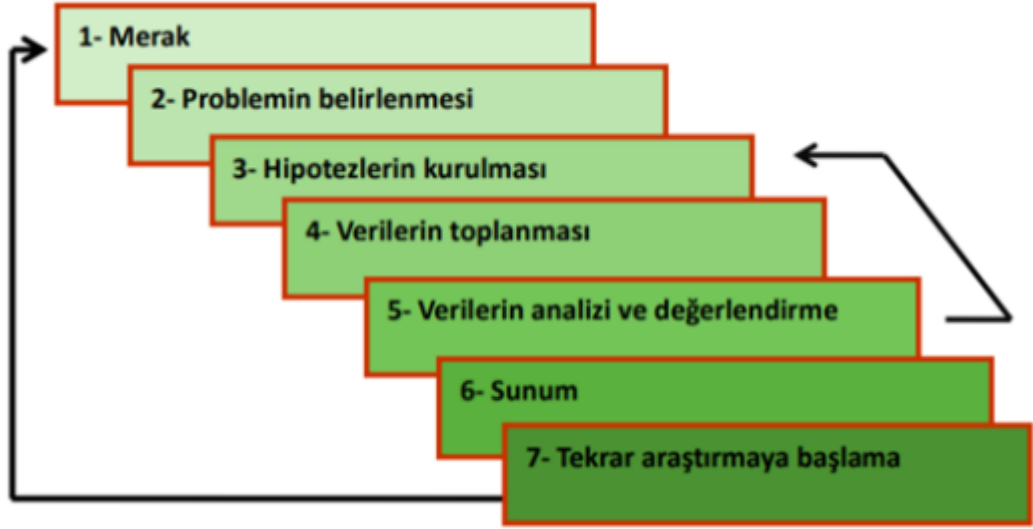 1- Merak
2- Problemin belirlenmesi
3- Hipotezlerin kurulması
4- Verilerin toplanması
5- Verilerin analizi ve değerlendirme
6- Sunum
7- Tekrar araştırmaya başlama